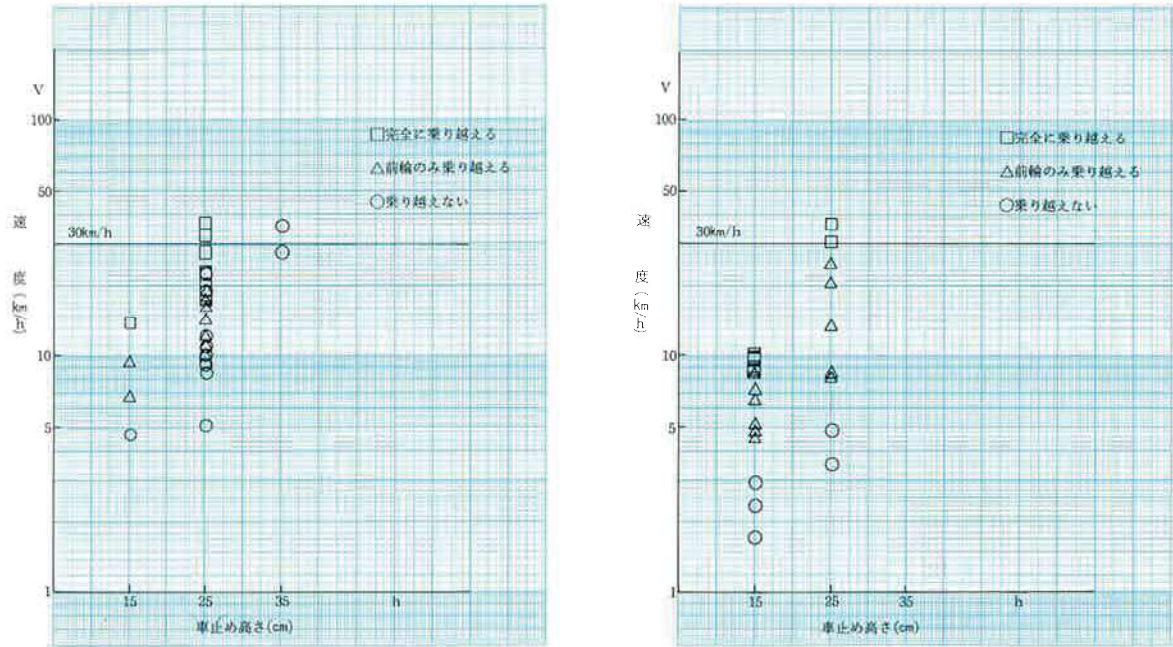 V
100
□完全に乗り越える
△前輪のみ乗り越える
50
○乗り越えない
速
30km/h
度
(km/h)
10
5
1
15
25
35
h
車止め高さ(cm)
V
100
□完全に乗り越える
△前輪のみ乗り越える
50
○乗り越えない
速
30km/h
度
(km/h)
10
5
1
15
25
35
h
車止め高さ(cm)